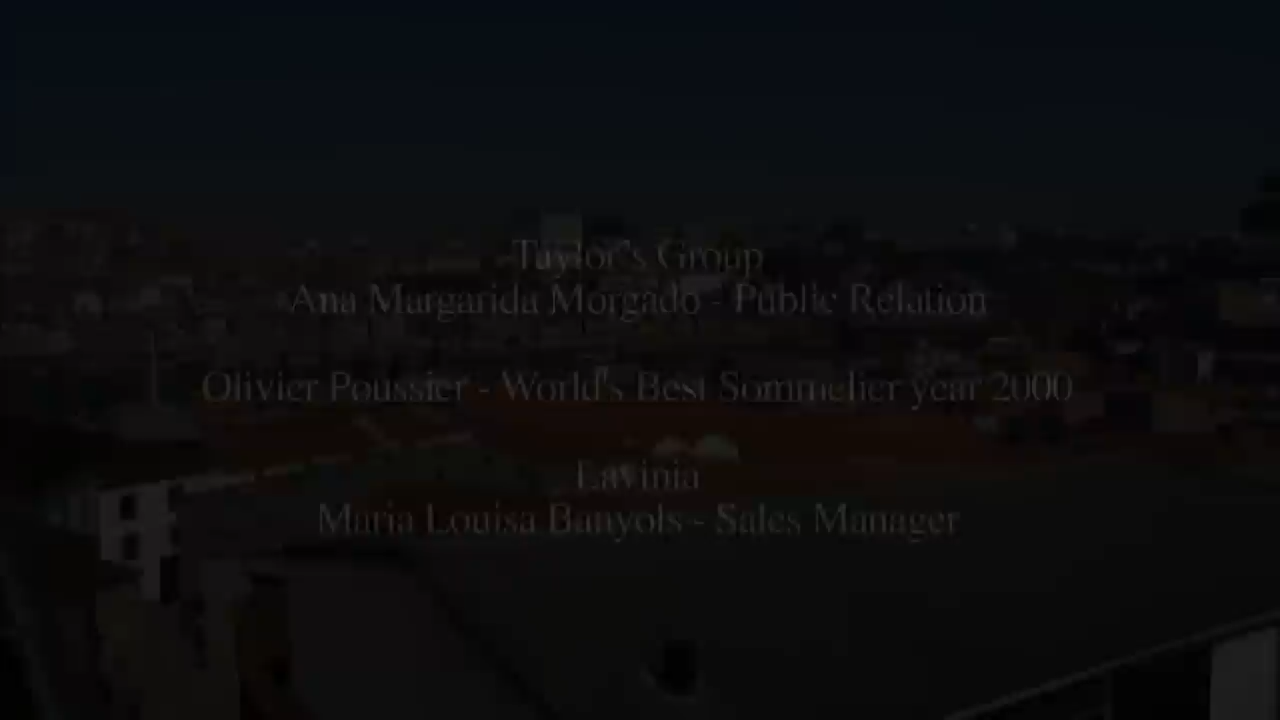 Taylor's Group
Ana Margarida Morgado - Public Relation
Olivier Poussier - World's Best Sommelier year 2000
Lavinia
Maria Louisa Banyols - Sales Manager